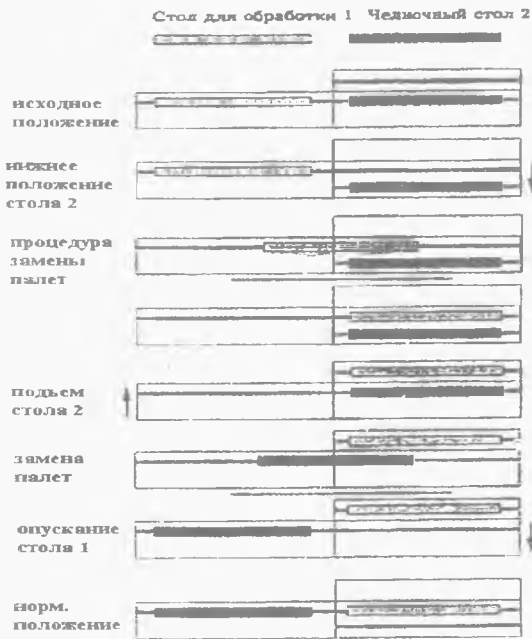 Стол для обработки 1 Челночный стол 2
исходное
положение
нижнее
положение
стола 2
процедура
замены
палет
подъем
стола 2
замена
палет
опускание
стола 1
норм.
положение